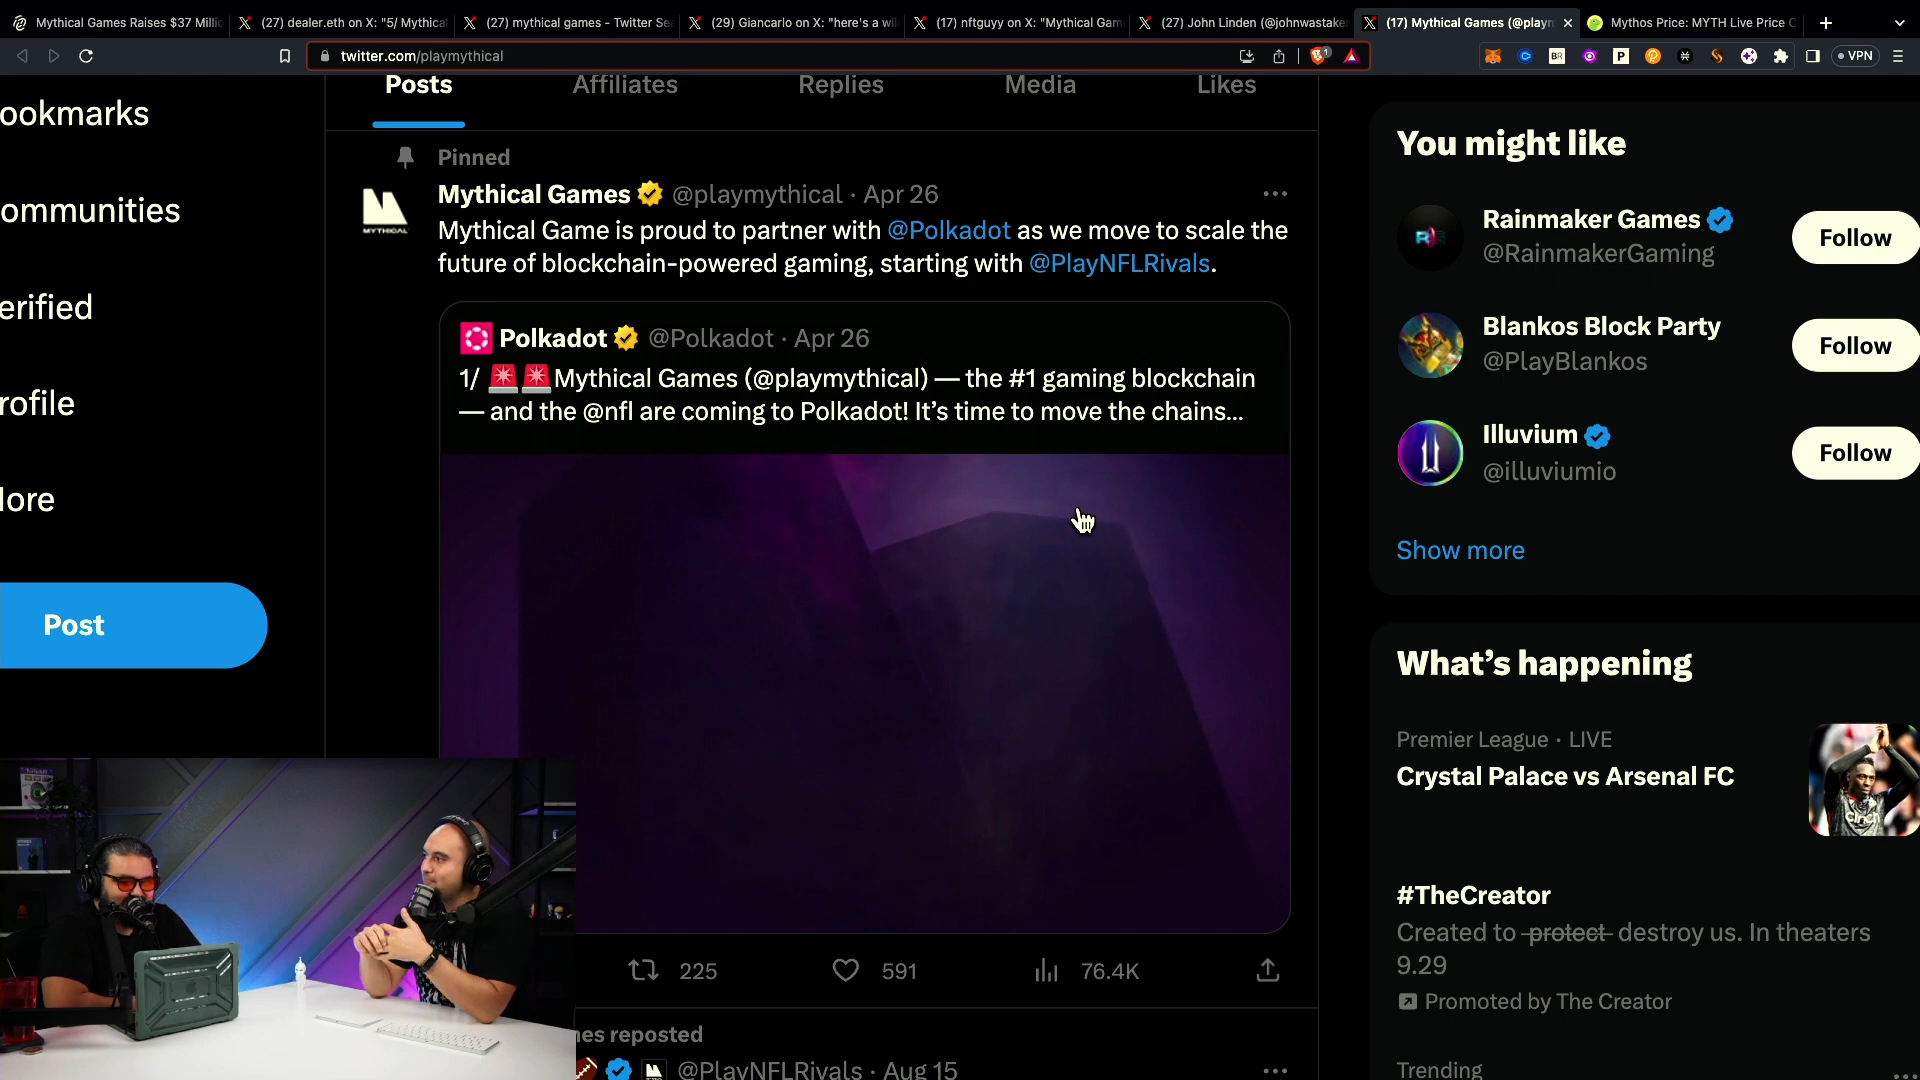 Mythical Games Raises $37 Millio
(27) dealer.eth on X: "5/ Mythical
(27) mythical games - Twitter Se
(29) Giancarlo on X: "here's a wil
(17) nftguyy on X: "Mythical Gam
(27) John Linden (@johnwastake
(17) Mythical Games (@playm
Mythos Price: MYTH Live Price C
twitter.com/playmythical
1
BR
P
VPN
ookmarks
ommunities
erified
rofile
lore
Post
Posts
Affiliates
Replies
Media
Likes
Pinned
MYTHICAL
Mythical Games @playmythical · Apr 26
Mythical Game is proud to partner with @Polkadot as we move to scale the
future of blockchain-powered gaming, starting with @PlayNFLRivals.
Polkadot @Polkadot · Apr 26
1/ 🚨🚨Mythical Games (@playmythical) — the #1 gaming blockchain
— and the @nfl are coming to Polkadot! It's time to move the chains...
225
591
76.4K
nes reposted
@PlayNFLRivals · Aug 15
You might like
Rainmaker Games
@RainmakerGaming
Follow
Blankos Block Party
@PlayBlankos
Follow
Illuvium
@illuviumio
Follow
Show more
What's happening
Premier League · LIVE
Crystal Palace vs Arsenal FC
cinch
#TheCreator
Created to protect destroy us. In theaters
9.29
Promoted by The Creator
Trending